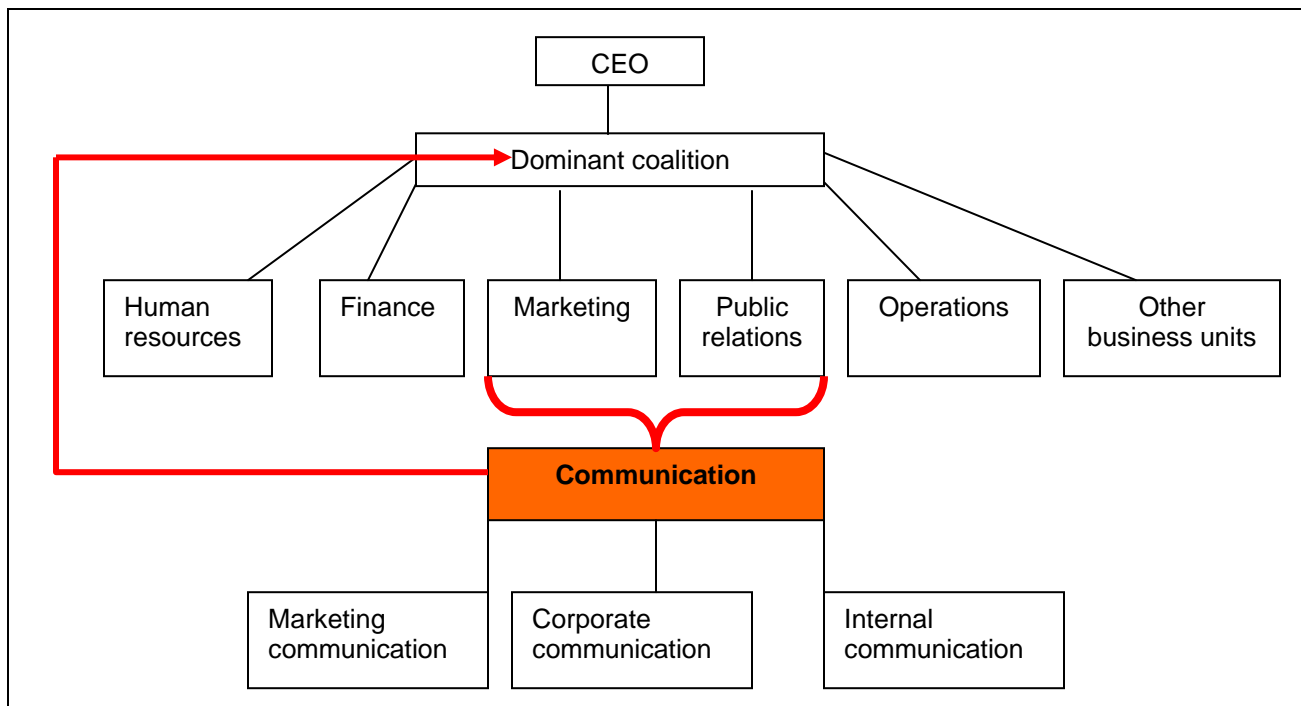 CEO
Dominant coalition
Human
resources
Finance
Marketing
Public
relations
Operations
Other
business units
Communication
Marketing
communication
Corporate
communication
Internal
communication